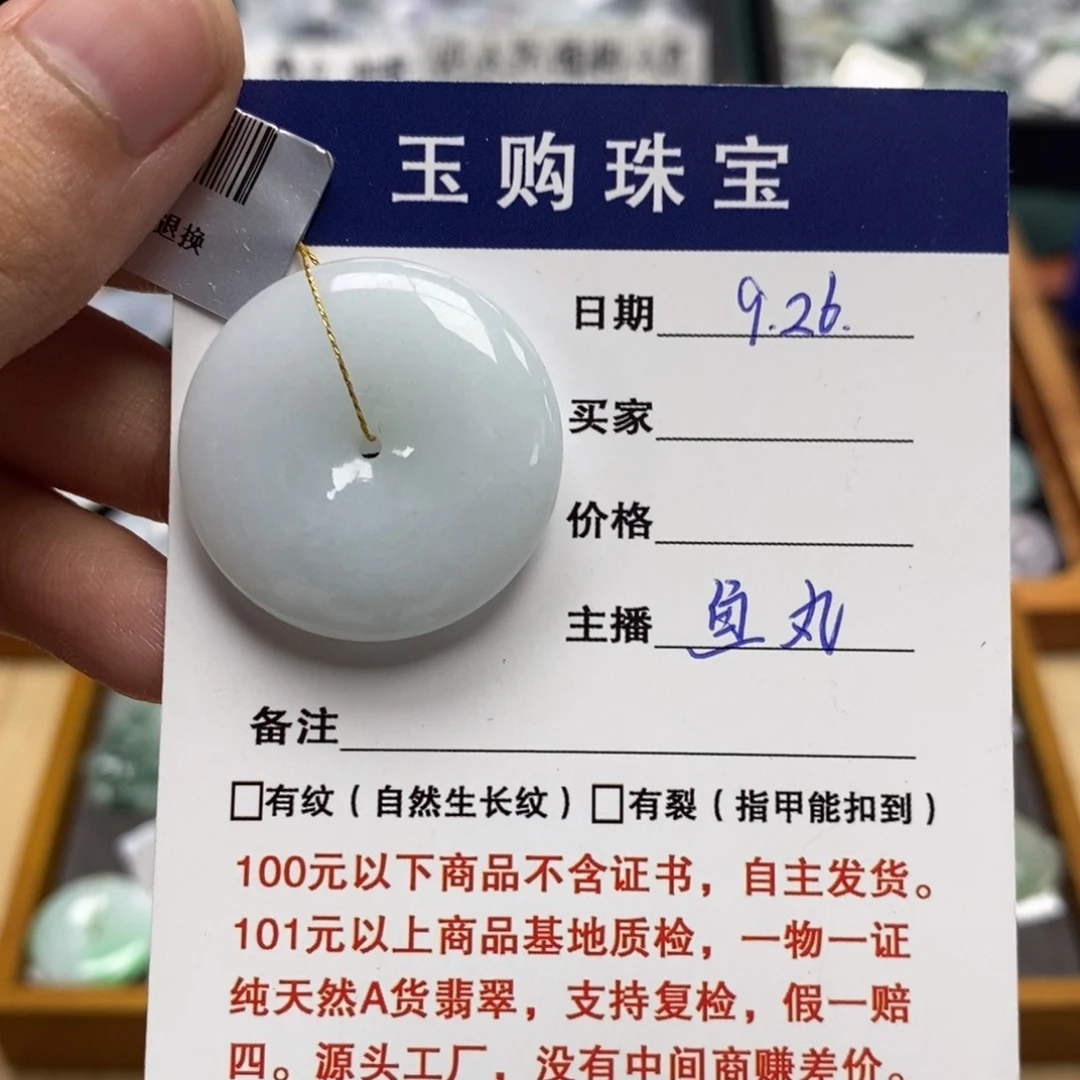 玉购珠宝
退换
日期 9.26.
买家
价格
主播 鱼丸
备注
□有纹（自然生长纹）□有裂（指甲能扣到）
100元以下商品不含证书，自主发货。
101元以上商品基地质检，一物一证
纯天然A货翡翠，支持复检，假一赔
四。源头工厂，没有中间商赚差价。